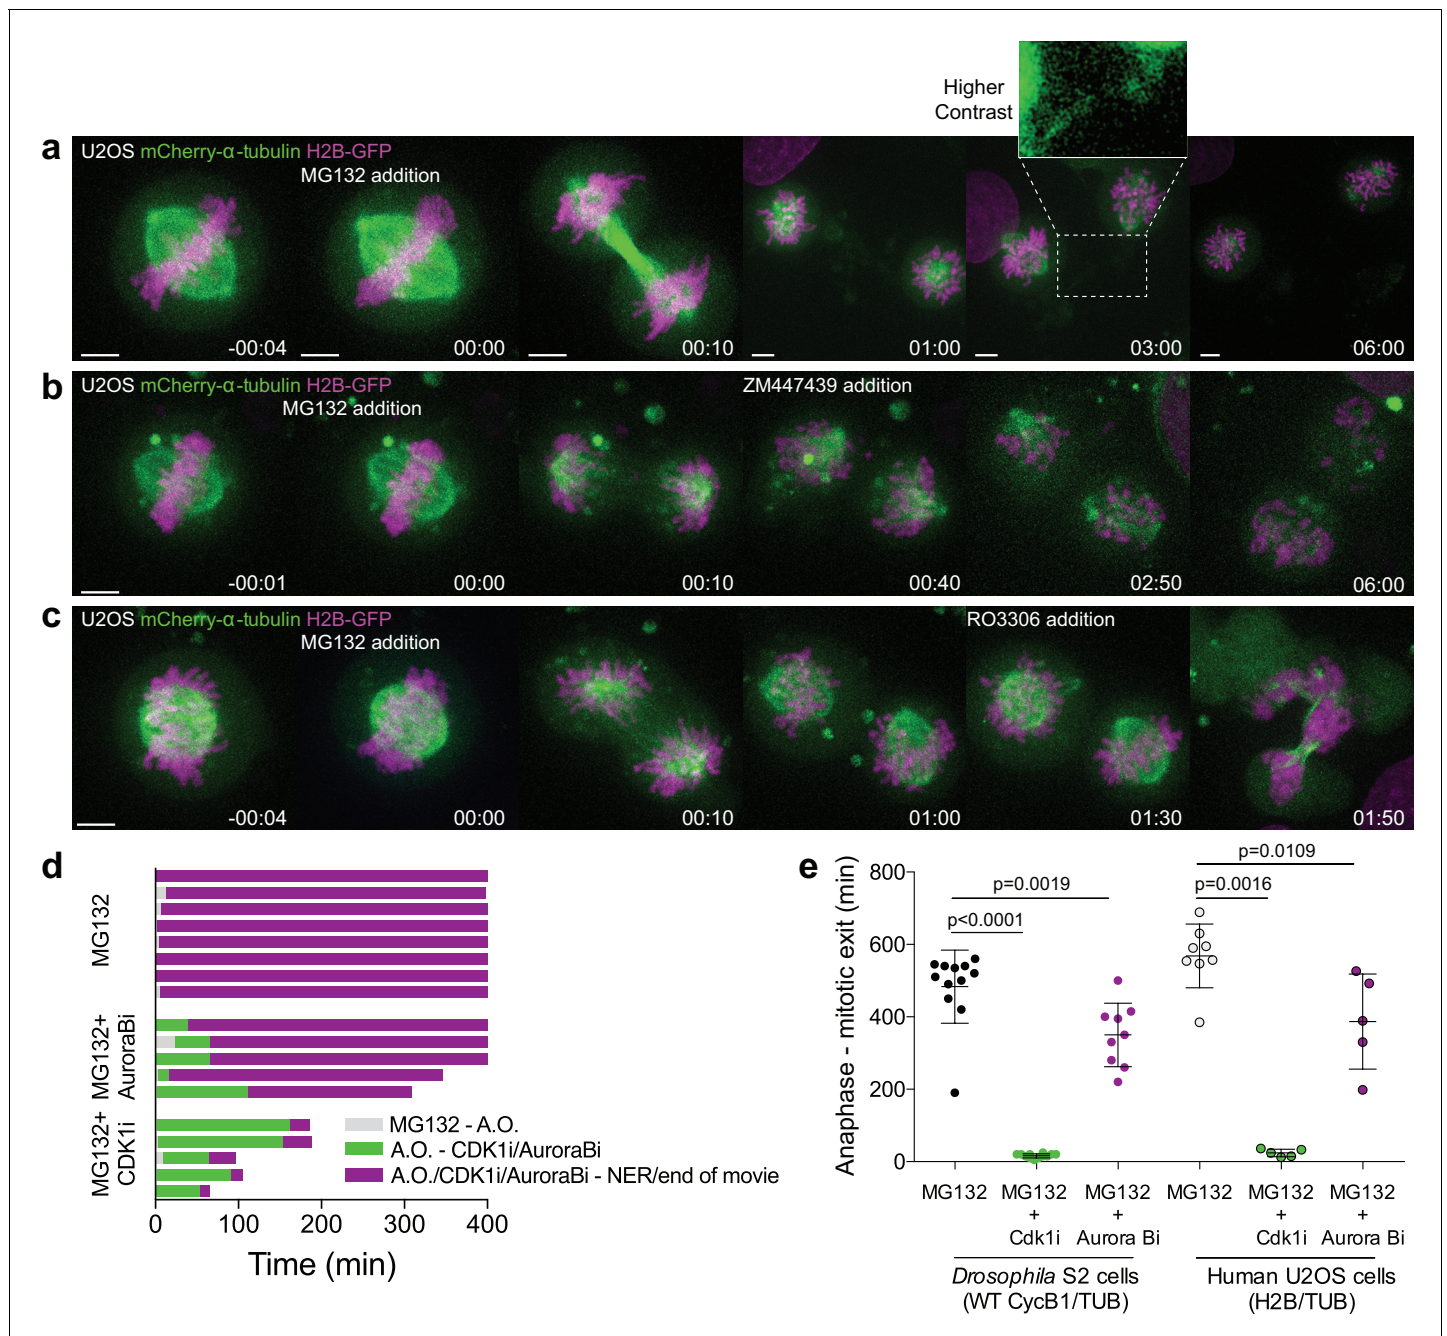 Higher
Contrast
a
U2OS mCherry-α-tubulin H2B-GFP
MG132 addition
-00:04
00:00
00:10
01:00
03:00
06:00
b
U2OS mCherry-α-tubulin H2B-GFP
MG132 addition
ZM447439 addition
-00:01
00:00
00:10
00:40
02:50
06:00
c
U2OS mCherry-α-tubulin H2B-GFP
MG132 addition
RO3306 addition
-00:04
00:00
00:10
01:00
01:30
01:50
d
MG132
MG132+
AuroraBi
MG132+
CDK1i
MG132 - A.O.
A.O. - CDK1i/AuroraBi
A.O./CDK1i/AuroraBi - NER/end of movie
0 100 200 300 400
Time (min)
e
Anaphase - mitotic exit (min)
800
600
400
200
0
p=0.0019
p<0.0001
p=0.0109
p=0.0016
MG132 MG132 MG132 MG132 MG132 MG132
+ + + +
Cdk1i Aurora Bi Cdk1i Aurora Bi
Drosophila S2 cells
(WT CycB1/TUB)
Human U2OS cells
(H2B/TUB)